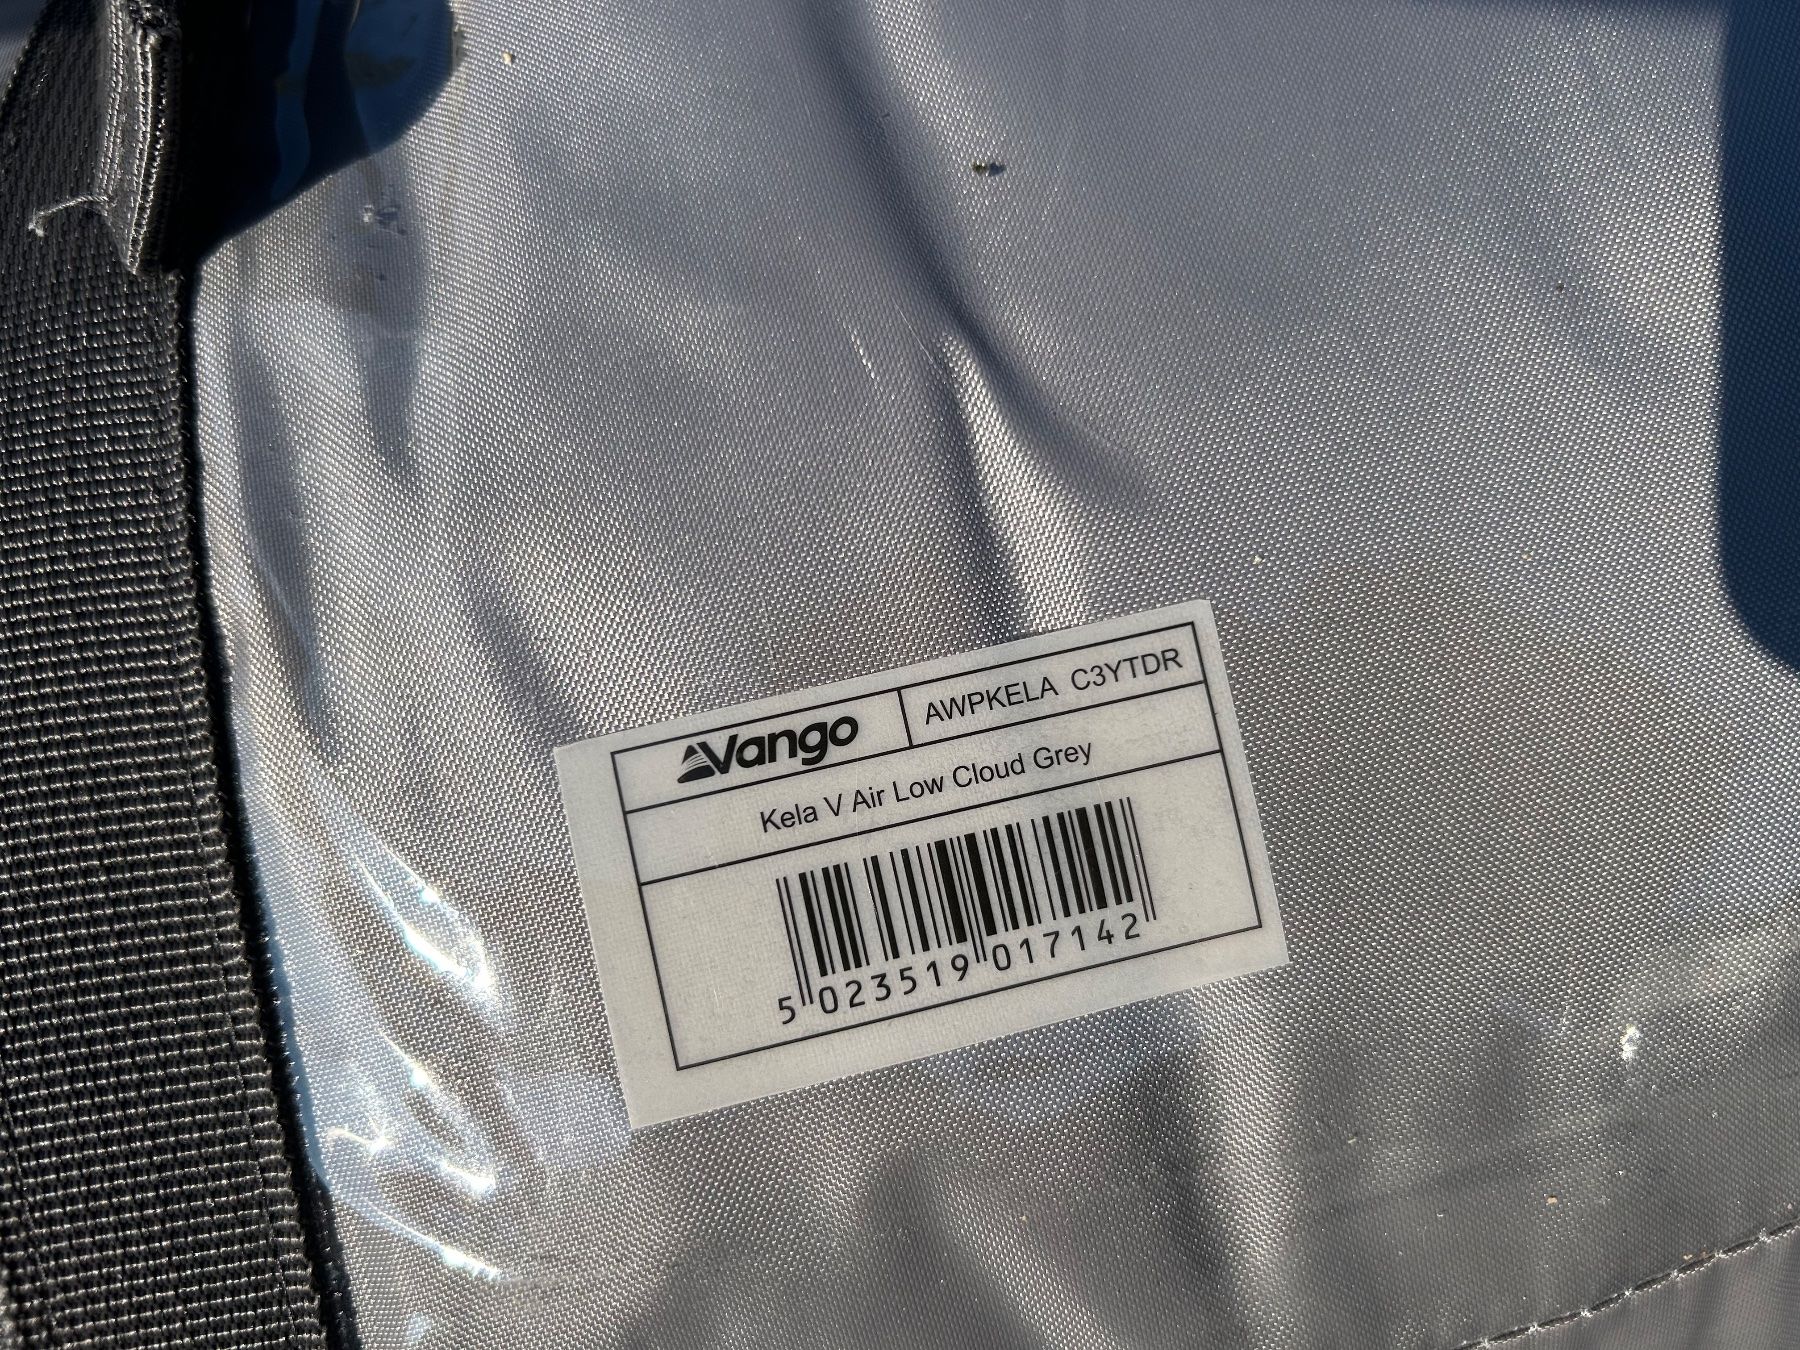 Vango
AWPKELA C3YTDR
Kela V Air Low Cloud Grey
5 023519 017142